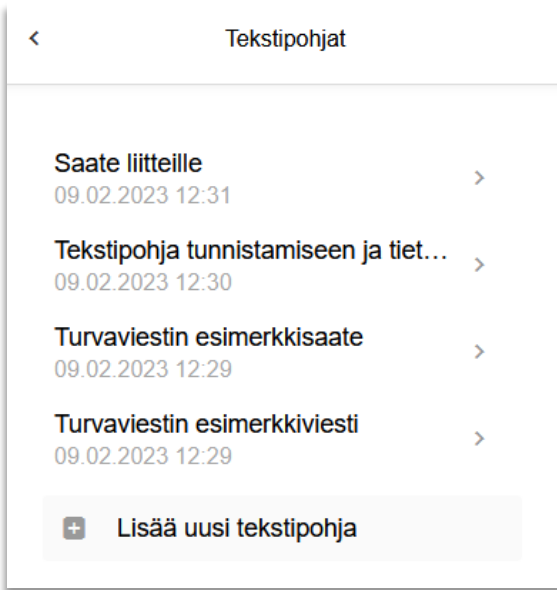 Tekstipohjat
Saate liitteille
09.02.2023 12:31
Tekstipohja tunnistamiseen ja tiet...
09.02.2023 12:30
Turvaviestin esimerkkisaate
09.02.2023 12:29
Turvaviestin esimerkkiviesti
09.02.2023 12:29
Lisää uusi tekstipohja